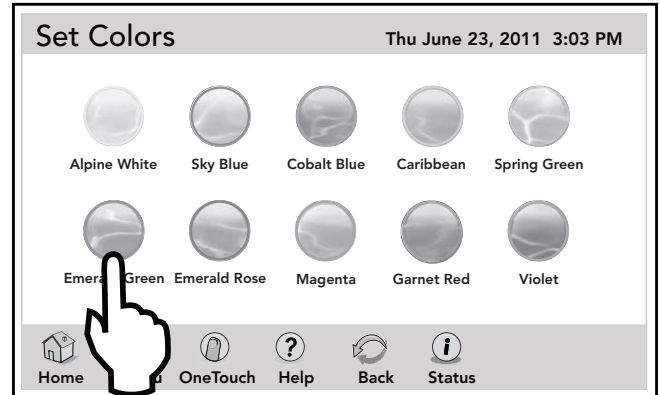 Set Colors Thu June 23, 2011 3:03 PM
Alpine White Sky Blue Cobalt Blue Caribbean Spring Green
Green Emerald Rose Magenta Garnet Red Violet
?
i
Home OneTouch Help Back Status